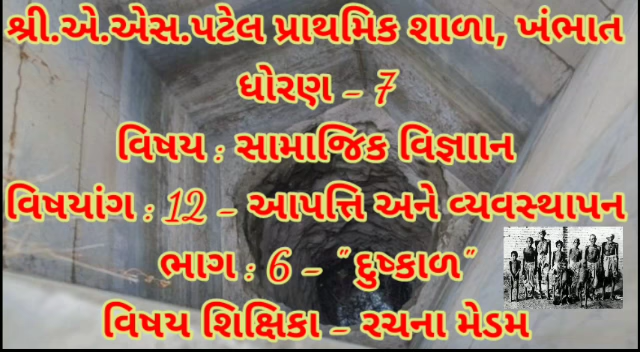 શ્રી.એ.એસ.પટેલ પ્રાથમિક શાળા, ખંભાત
ધોરણ - 7
વિષય : સામાજિક વિજ્ઞાાન
વિષયાંગ : 12 - આપત્તિ અને વ્યવસ્થાપન
ભાગ : 6 - "દુષ્કાળ"
વિષય શિક્ષિકા - રચના મેડમ